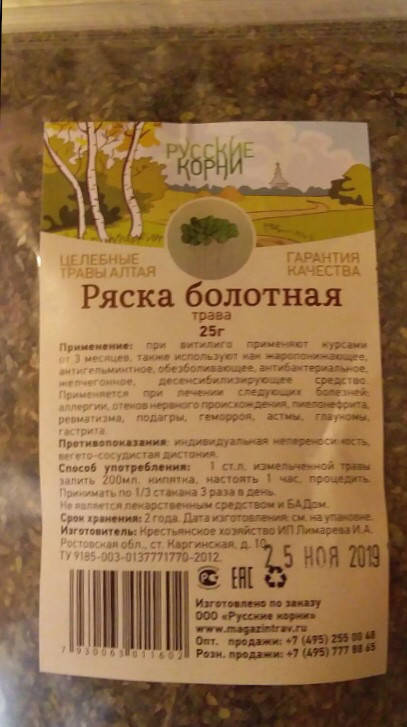 РУССКИЕ
КОРНИ
ЦЕЛЕБНЫЕ
ТРАВЫ АЛТАЯ
ГАРАНТИЯ
КАЧЕСТВА
Ряска болотная
трава
25г
Применение: при витилиго применяют курсами
от 3 месяцев, также используют как жаропонижающее,
антигельминтное, обезболивающее, антибактериальное,
желчегонное, десенсибилизирующее средство.
Применяется при лечении следующих болезней:
аллергии, отеков нервного происхождения, пиелонефрита,
ревматизма, подагры, геморроя, астмы, глаукомы,
гастрита.
Противопоказания: индивидуальная непереносимость,
вегето-сосудистая дистония.
Способ употребления: 1 ст.л. измельченной травы
залить 200мл. кипятка, настоять 1 час, процедить.
Принимать по 1/3 стакана 3 раза в день.
Не является лекарственным средством и БАДом.
Срок хранения: 2 года. Дата изготовления: см. на упаковке.
Изготовитель: Крестьянское хозяйство ИП Лимарева И.А.
Ростовская обл., ст. Каргинская, д. 10
ТУ 9185-003-0137771770-2012.
25 НОЯ 2019
РС ЕАС
Изготовлено по заказу
ООО «Русские корни»
www.magazintrav.ru
Опт. продажи: +7 (495) 255 00 48
Розн. продажи: +7 (495) 777 88 65
7 930063 011602